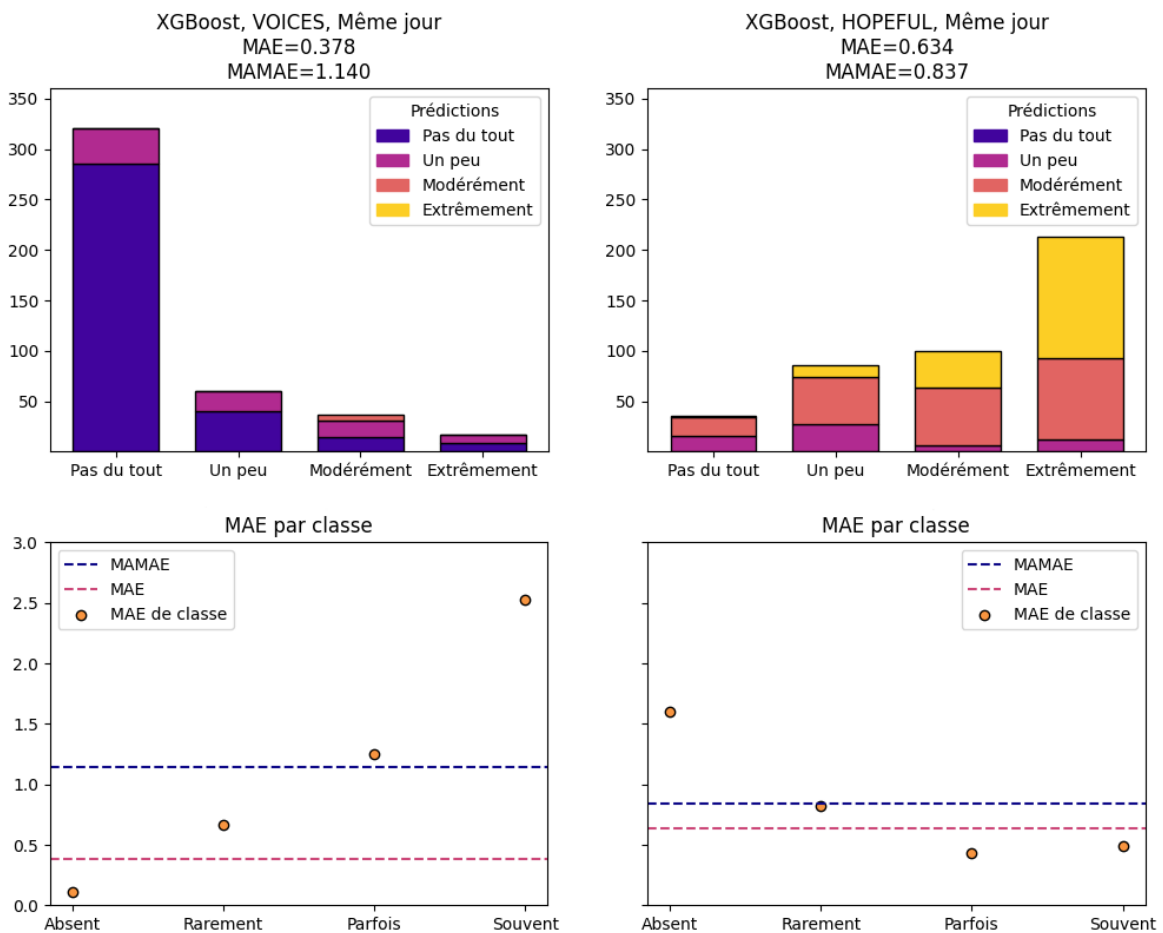 XGBoost, VOICES, Même jour
MAE=0.378
MAMAE=1.140
350
300
250
200
150
100
50
Prédictions
Pas du tout
Un peu
Modérément
Extrêmement
Pas du tout Un peu Modérément Extrêmement
XGBoost, HOPEFUL, Même jour
MAE=0.634
MAMAE=0.837
350
300
250
200
150
100
50
Prédictions
Pas du tout
Un peu
Modérément
Extrêmement
Pas du tout Un peu Modérément Extrêmement
MAE par classe
3.0
2.5
2.0
1.5
1.0
0.5
0.0
MAMAE
MAE
MAE de classe
Absent Rarement Parfois Souvent
MAE par classe
MAMAE
MAE
MAE de classe
Absent Rarement Parfois Souvent